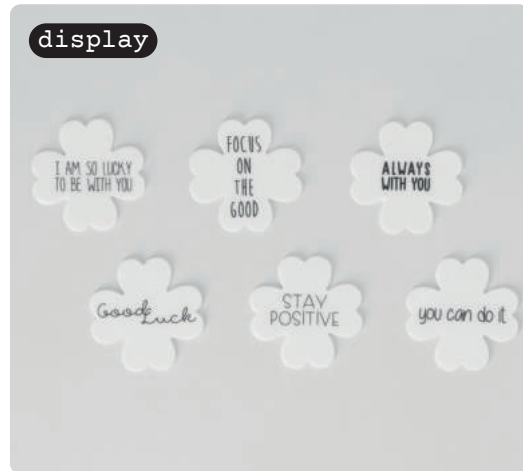 display
I AM SO LUCKY
TO BE WITH YOU
FOCUS
ON
THE
GOOD
ALWAYS
WITH YOU
Good
Luck
STAY
POSITIVE
you can do it